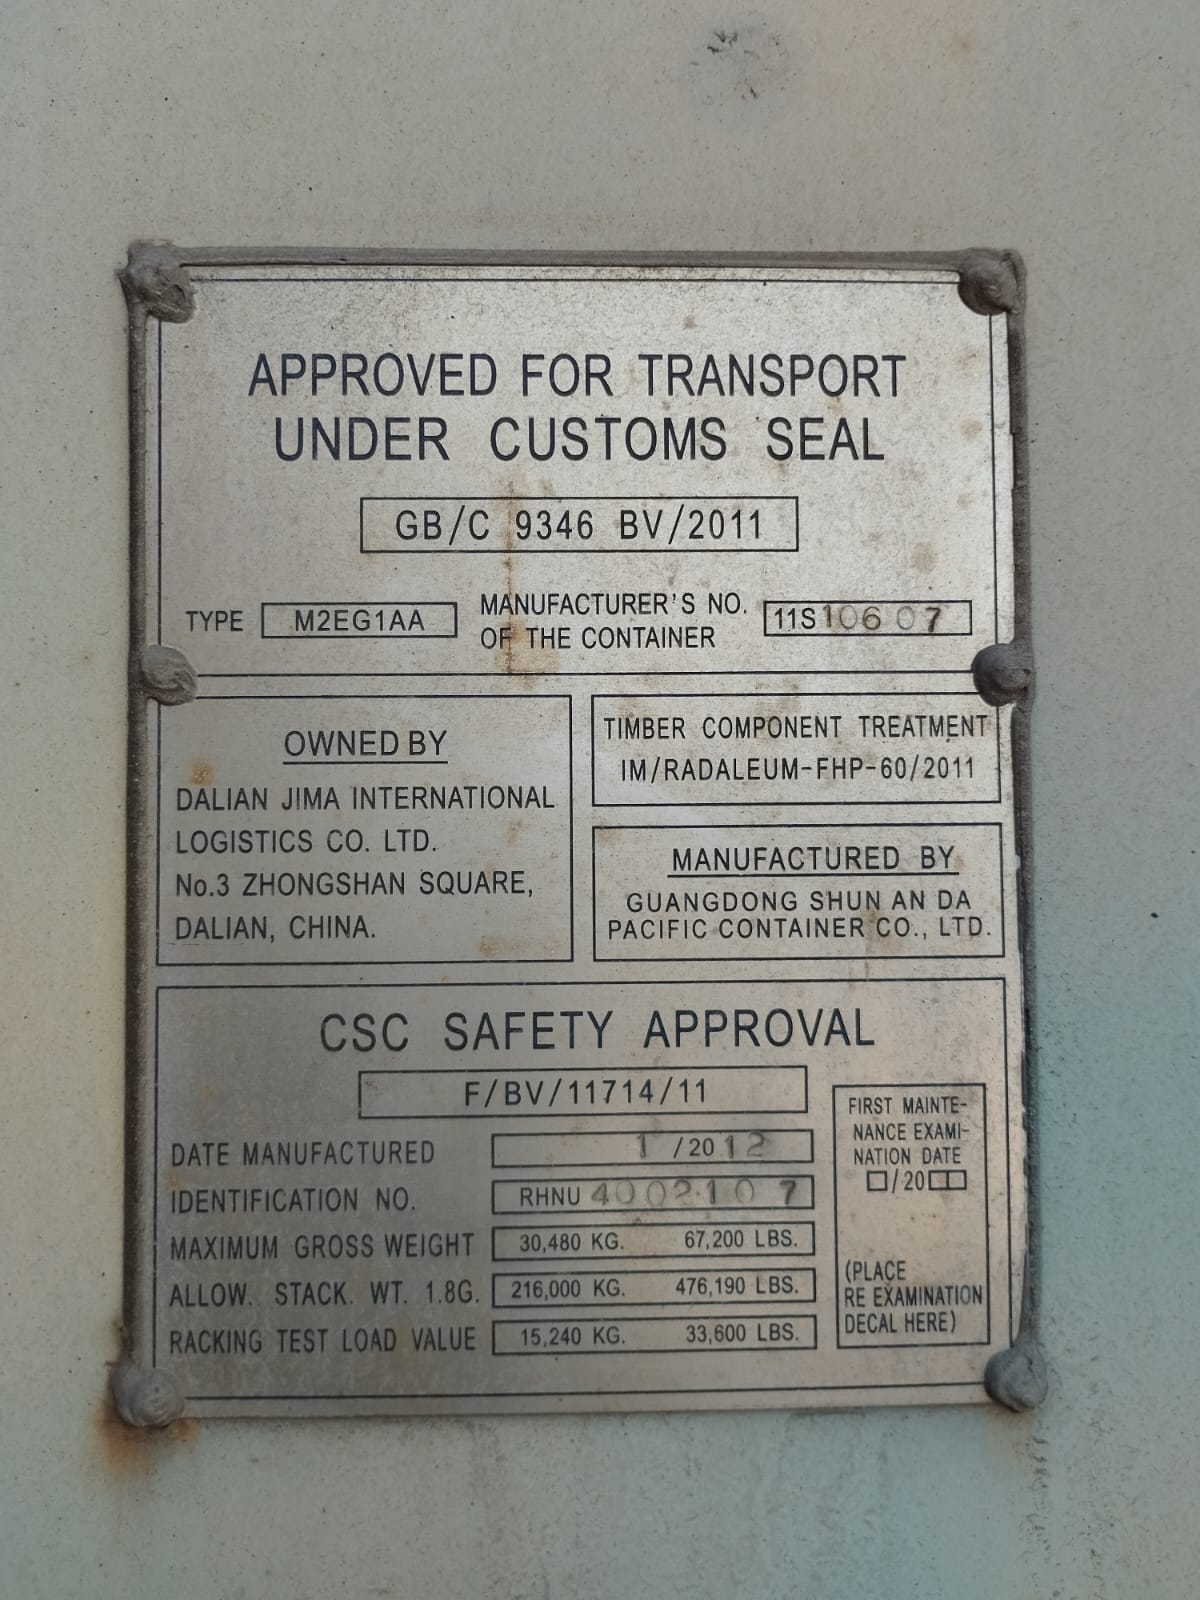 APPROVED FOR TRANSPORT
UNDER CUSTOMS SEAL
GB/C 9346 BV/2011
TYPE M2EG1AA MANUFACTURER'S NO. OF THE CONTAINER 11S10607
OWNED BY
DALIAN JIMA INTERNATIONAL
LOGISTICS CO. LTD.
No.3 ZHONGSHAN SQUARE,
DALIAN, CHINA.
TIMBER COMPONENT TREATMENT
IM/RADALEUM-FHP-60/2011
MANUFACTURED BY
GUANGDONG SHUN AN DA
PACIFIC CONTAINER CO., LTD.
CSC SAFETY APPROVAL
F/BV/11714/11
DATE MANUFACTURED 1 /2012
IDENTIFICATION NO. RHNU 4002107
MAXIMUM GROSS WEIGHT 30,480 KG. 67,200 LBS.
ALLOW. STACK. WT. 1.8G. 216,000 KG. 476,190 LBS.
RACKING TEST LOAD VALUE 15,240 KG. 33,600 LBS.
FIRST MAINTE-
NANCE EXAMI-
NATION DATE
□/20□□
(PLACE
RE EXAMINATION
DECAL HERE)